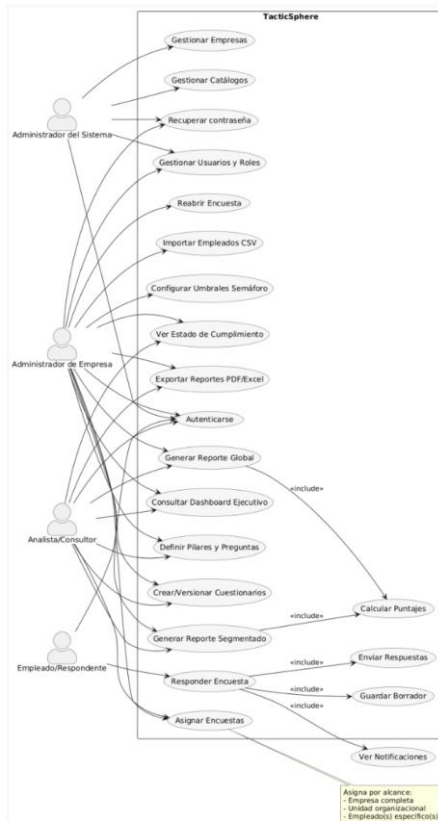 TacticSphere
Gestionar Empresas
Gestionar Catálogos
Administrador del Sistema
Recuperar contraseña
Gestionar Usuarios y Roles
Reabrir Encuesta
Importar Empleados CSV
Configurar Umbrales Semáforo
Ver Estado de Cumplimiento
Administrador de Empresa
Exportar Reportes PDF/Excel
Autenticarse
Generar Reporte Global
«include»
Consultar Dashboard Ejecutivo
Analista/Consultor
Definir Pilares y Preguntas
Crear/Versionar Cuestionarios
Calcular Puntajes
«include»
Generar Reporte Segmentado
Enviar Respuestas
«include»
Empleado/Respondente
Responder Encuesta
«include»
Guardar Borrador
«include»
Asignar Encuestas
Ver Notificaciones
Asigna por alcance:
- Empresa completa
- Unidad organizacional
- Empleado(s) específico(s)